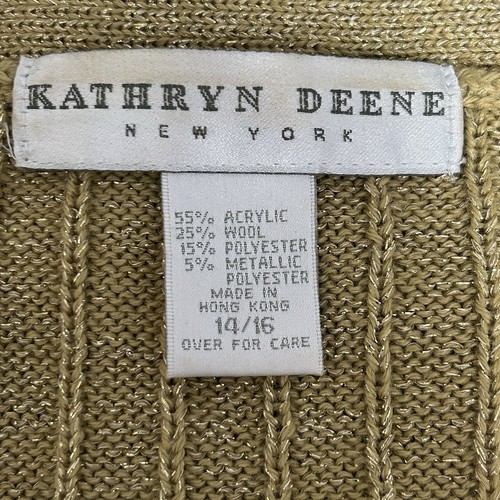 KATHRYN DEENE
NEW YORK
55% ACRYLIC
25% WOOL
15% POLYESTER
5% METALLIC
POLYESTER
MADE IN
HONG KONG
14/16
OVER FOR CARE